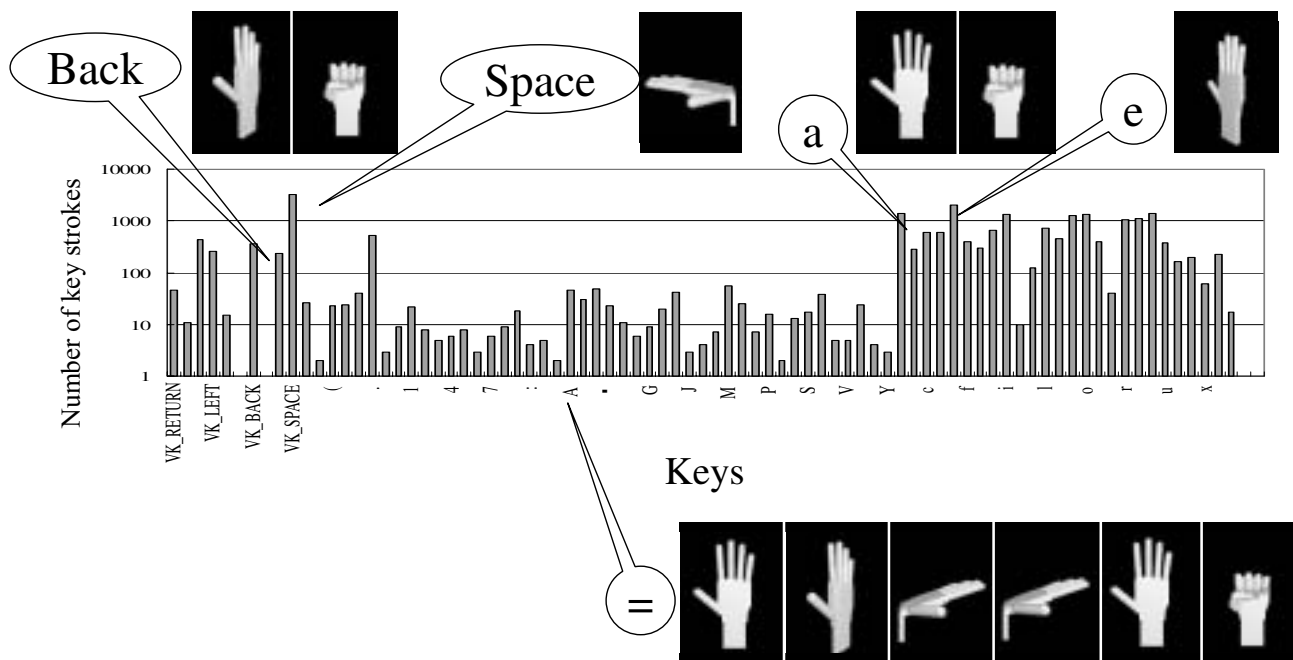 Back
Space
a
e
Number of key strokes
10000
1000
100
10
1
VK_RETURN
VK_LEFT
VK_BACK
VK_SPACE
(
.
1
4
7
:
A
G
J
M
P
S
V
Y
c
f
i
l
o
r
u
x
Keys
=